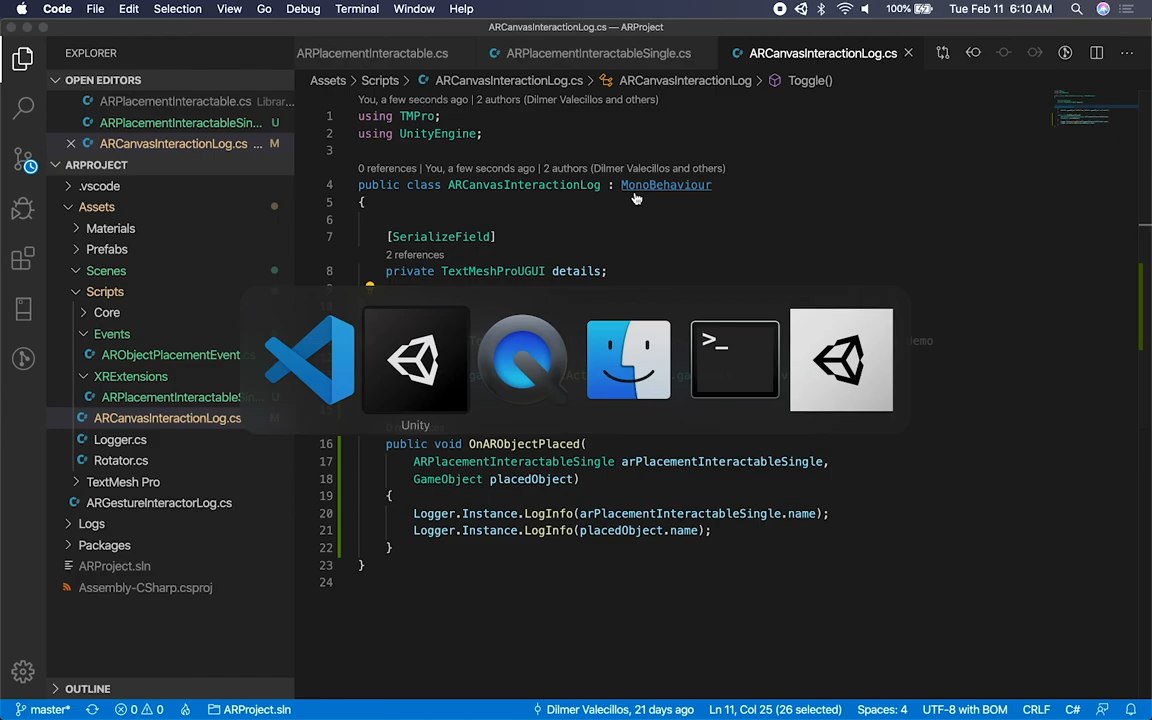 Code File Edit Selection View Go Debug Terminal Window Help 100% Tue Feb 11 6:10 AM
ARCanvasInteractionLog.cs — ARProject
EXPLORER
ARPlacementInteractable.cs ARPlacementInteractableSingle.cs ARCanvasInteractionLog.cs
OPEN EDITORS
Assets > Scripts > ARCanvasInteractionLog.cs > ARCanvasInteractionLog > Toggle()
ARPlacementInteractable.cs Librar...
ARPlacementInteractableSin... U
ARCanvasInteractionLog.cs ... M
ARPROJECT
.vscode
Assets
Materials
Prefabs
Scenes
Scripts
Core
Events
ARObjectPlacementEvent.
XRExtensions
ARPlacementInteractableSin... U
ARCanvasInteractionLog.cs M
Logger.cs
Rotator.cs
TextMesh Pro
ARGestureInteractorLog.cs
Logs
Packages
ARProject.sln
Assembly-CSharp.csproj
OUTLINE
You, a few seconds ago | 2 authors (Dilmer Valecillos and others)
1 using TMPro;
2 using UnityEngine;
3
0 references | You, a few seconds ago | 2 authors (Dilmer Valecillos and others)
4 public class ARCanvasInteractionLog : MonoBehaviour
5 {
6
7 [SerializeField]
2 references
8 private TextMeshProUGUI details;
demo
Unity
16 public void OnARObjectPlaced(
17 ARPlacementInteractableSingle arPlacementInteractableSingle,
18 GameObject placedObject)
19 {
20 Logger.Instance.LogInfo(arPlacementInteractableSingle.name);
21 Logger.Instance.LogInfo(placedObject.name);
22 }
23 }
24
master* 0 0 ARProject.sln Dilmer Valecillos, 21 days ago Ln 11, Col 25 (26 selected) Spaces: 4 UTF-8 with BOM CRLF C#